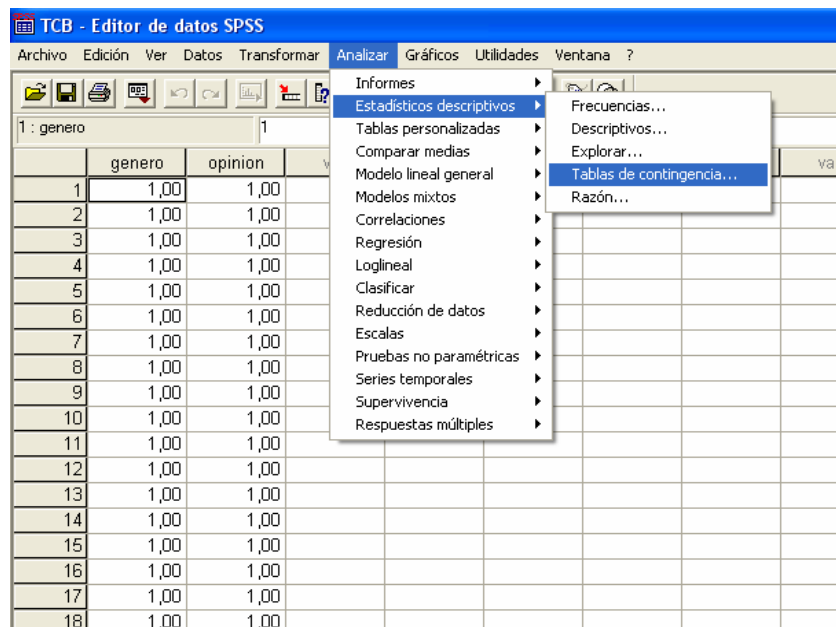 TCB - Editor de datos SPSS
Archivo Edición Ver Datos Transformar Analizar Gráficos Utilidades Ventana ?
1 : genero 1
genero opinion
1 1,00 1,00
2 1,00 1,00
3 1,00 1,00
4 1,00 1,00
5 1,00 1,00
6 1,00 1,00
7 1,00 1,00
8 1,00 1,00
9 1,00 1,00
10 1,00 1,00
11 1,00 1,00
12 1,00 1,00
13 1,00 1,00
14 1,00 1,00
15 1,00 1,00
16 1,00 1,00
17 1,00 1,00
18 1,00 1,00
Informes
Estadísticos descriptivos
Tablas personalizadas
Comparar medias
Modelo lineal general
Modelos mixtos
Correlaciones
Regresión
Loglineal
Clasificar
Reducción de datos
Escalas
Pruebas no paramétricas
Series temporales
Supervivencia
Respuestas múltiples
Frecuencias...
Descriptivos...
Explorar...
Tablas de contingencia...
Razón...